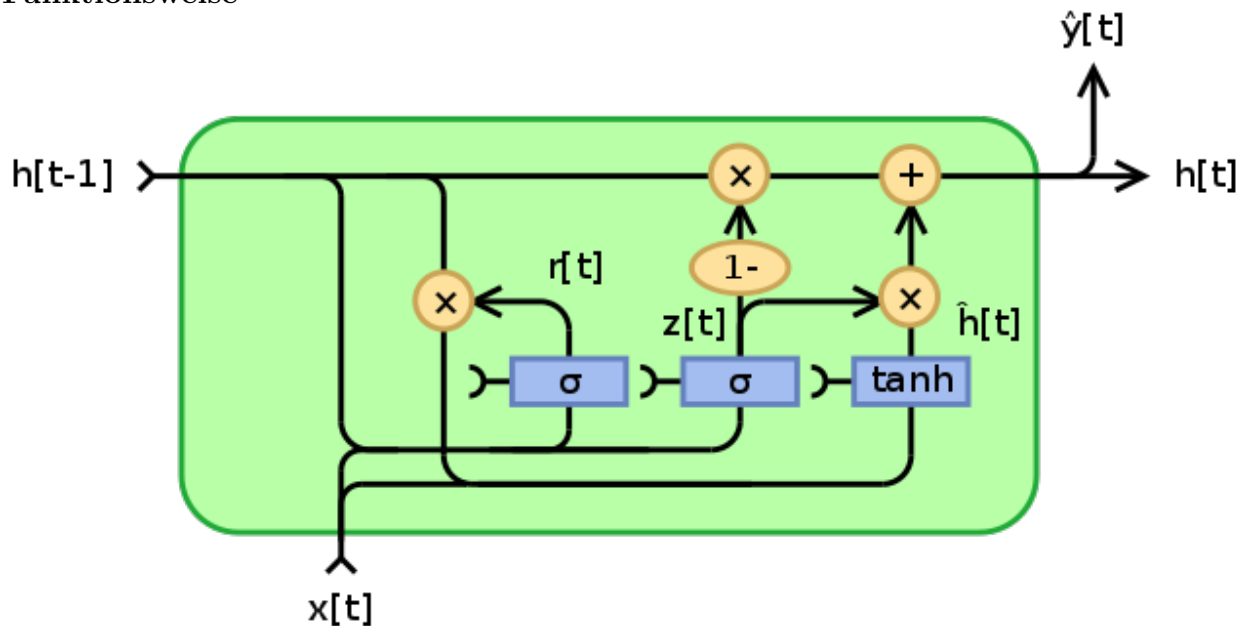 ŷ[t]
h[t-1]
×
+
h[t]
1-
r[t]
×
×
z[t]
ĥ[t]
σ
σ
tanh
x[t]